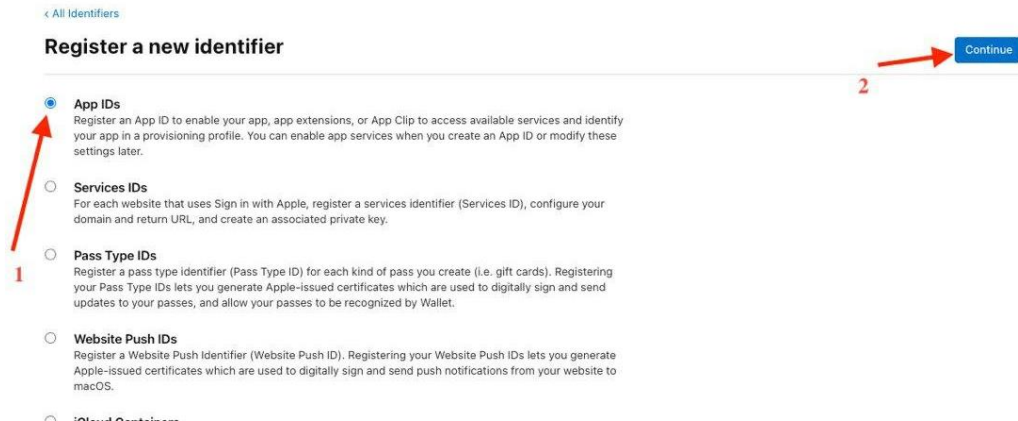 < All Identifiers
Register a new identifier
Continue
2
App IDs
Register an App ID to enable your app, app extensions, or App Clip to access available services and identify
your app in a provisioning profile. You can enable app services when you create an App ID or modify these
settings later.
Services IDs
For each website that uses Sign in with Apple, register a services identifier (Services ID), configure your
domain and return URL, and create an associated private key.
1
Pass Type IDs
Register a pass type identifier (Pass Type ID) for each kind of pass you create (i.e. gift cards). Registering
your Pass Type IDs lets you generate Apple-issued certificates which are used to digitally sign and send
updates to your passes, and allow your passes to be recognized by Wallet.
Website Push IDs
Register a Website Push Identifier (Website Push ID). Registering your Website Push IDs lets you generate
Apple-issued certificates which are used to digitally sign and send push notifications from your website to
macOS.
iCloud Containers